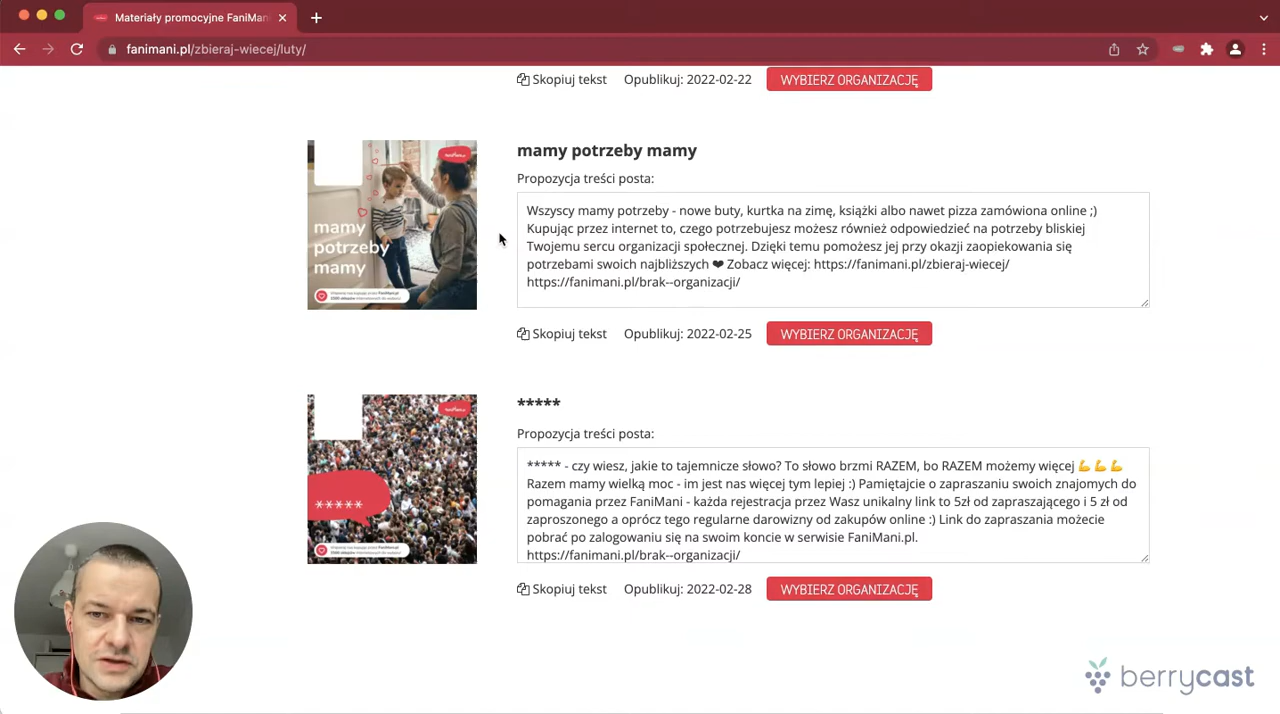 Materiały promocyjne FaniMani
fanimani.pl/zbieraj-wiecej/luty/
Skopiuj tekst Opublikuj: 2022-02-22 WYBIERZ ORGANIZACJĘ
mamy potrzeby mamy
Propozycja treści posta:
Wszyscy mamy potrzeby - nowe buty, kurtka na zimę, książki albo nawet pizza zamówiona online ;)
Kupując przez internet to, czego potrzebujesz możesz również odpowiedzieć na potrzeby bliskiej
Twojemu sercu organizacji społecznej. Dzięki temu pomożesz jej przy okazji zaopiekowania się
potrzebami swoich najbliższych ❤ Zobacz więcej: https://fanimani.pl/zbieraj-wiecej/
https://fanimani.pl/brak--organizacji/
mamy
potrzeby
mamy
Skopiuj tekst Opublikuj: 2022-02-25 WYBIERZ ORGANIZACJĘ
*****
Propozycja treści posta:
***** - czy wiesz, jakie to tajemnicze słowo? To słowo brzmi RAZEM, bo RAZEM możemy więcej 💪💪💪
Razem mamy wielką moc - im jest nas więcej tym lepiej :) Pamiętajcie o zapraszaniu swoich znajomych do
pomagania przez FaniMani - każda rejestracja przez Wasz unikalny link to 5zł od zapraszającego i 5 zł od
zaproszonego a oprócz tego regularne darowizny od zakupów online :) Link do zapraszania możecie
pobrać po zalogowaniu się na swoim koncie w serwisie FaniMani.pl.
https://fanimani.pl/brak--organizacji/
*****
Skopiuj tekst Opublikuj: 2022-02-28 WYBIERZ ORGANIZACJĘ
berrycast